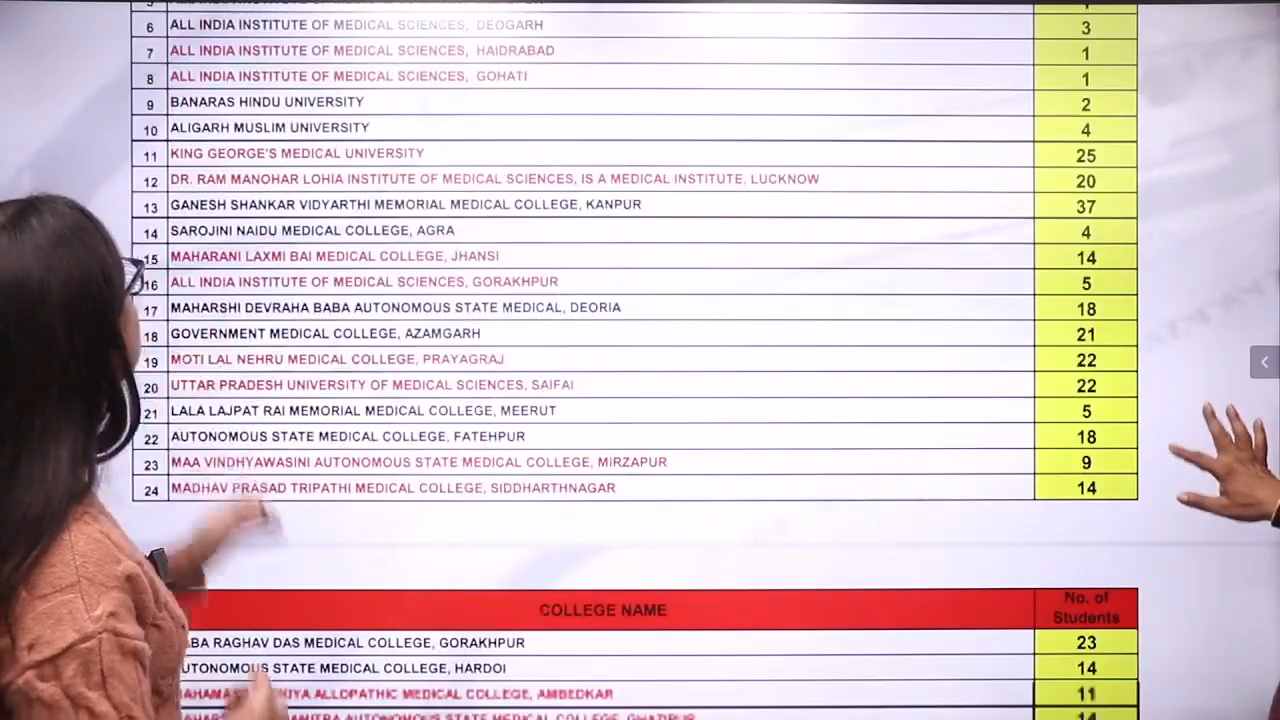 6 ALL INDIA INSTITUTE OF MEDICAL SCIENCES, DEOGARH 3
7 ALL INDIA INSTITUTE OF MEDICAL SCIENCES, HAIDRABAD 1
8 ALL INDIA INSTITUTE OF MEDICAL SCIENCES, GOHATI 1
9 BANARAS HINDU UNIVERSITY 2
10 ALIGARH MUSLIM UNIVERSITY 4
11 KING GEORGE'S MEDICAL UNIVERSITY 25
12 DR. RAM MANOHAR LOHIA INSTITUTE OF MEDICAL SCIENCES, IS A MEDICAL INSTITUTE, LUCKNOW 20
13 GANESH SHANKAR VIDYARTHI MEMORIAL MEDICAL COLLEGE, KANPUR 37
14 SAROJINI NAIDU MEDICAL COLLEGE, AGRA 4
15 MAHARANI LAXMI BAI MEDICAL COLLEGE, JHANSI 14
16 ALL INDIA INSTITUTE OF MEDICAL SCIENCES, GORAKHPUR 5
17 MAHARSHI DEVRAHA BABA AUTONOMOUS STATE MEDICAL, DEORIA 18
18 GOVERNMENT MEDICAL COLLEGE, AZAMGARH 21
19 MOTI LAL NEHRU MEDICAL COLLEGE, PRAYAGRAJ 22
20 UTTAR PRADESH UNIVERSITY OF MEDICAL SCIENCES, SAIFAI 22
21 LALA LAJPAT RAI MEMORIAL MEDICAL COLLEGE, MEERUT 5
22 AUTONOMOUS STATE MEDICAL COLLEGE, FATEHPUR 18
23 MAA VINDHYAWASINI AUTONOMOUS STATE MEDICAL COLLEGE, MIRZAPUR 9
24 MADHAV PRASAD TRIPATHI MEDICAL COLLEGE, SIDDHARTHNAGAR 14
COLLEGE NAME No. of Students
RAGHAV DAS MEDICAL COLLEGE, GORAKHPUR 23
UTONOMOUS STATE MEDICAL COLLEGE, HARDOI 14
ALLOPATHIC MEDICAL COLLEGE, AMBEDKAR 11
AUTONOMOUS STATE MEDICAL COLLEGE, GHAZIPUR 14